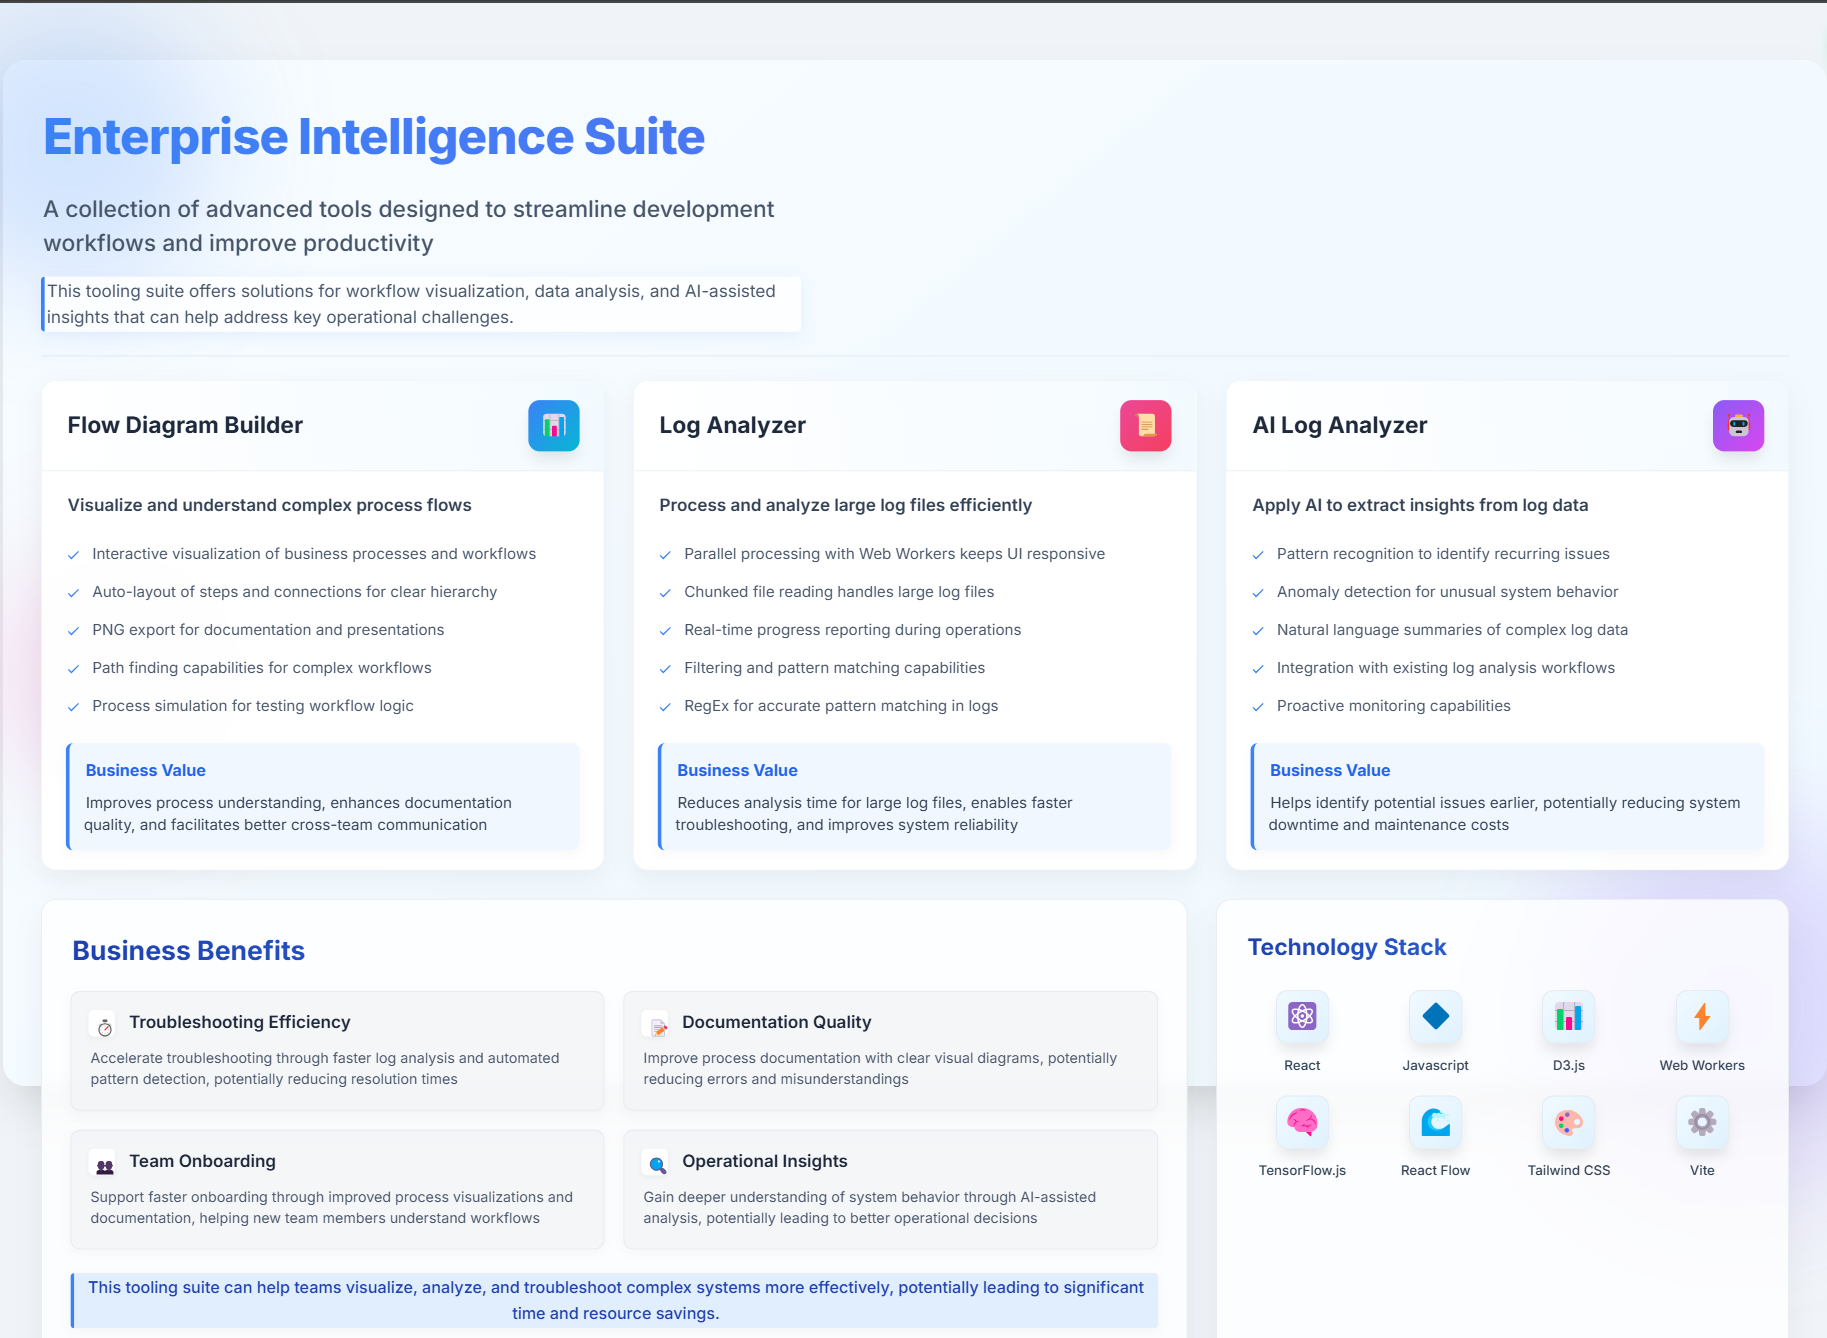 Enterprise Intelligence Suite
A collection of advanced tools designed to streamline development
workflows and improve productivity
This tooling suite offers solutions for workflow visualization, data analysis, and AI-assisted
insights that can help address key operational challenges.
Flow Diagram Builder
Visualize and understand complex process flows
Interactive visualization of business processes and workflows
Auto-layout of steps and connections for clear hierarchy
PNG export for documentation and presentations
Path finding capabilities for complex workflows
Process simulation for testing workflow logic
Business Value
Improves process understanding, enhances documentation
quality, and facilitates better cross-team communication
Log Analyzer
Process and analyze large log files efficiently
Parallel processing with Web Workers keeps UI responsive
Chunked file reading handles large log files
Real-time progress reporting during operations
Filtering and pattern matching capabilities
RegEx for accurate pattern matching in logs
Business Value
Reduces analysis time for large log files, enables faster
troubleshooting, and improves system reliability
AI Log Analyzer
Apply AI to extract insights from log data
Pattern recognition to identify recurring issues
Anomaly detection for unusual system behavior
Natural language summaries of complex log data
Integration with existing log analysis workflows
Proactive monitoring capabilities
Business Value
Helps identify potential issues earlier, potentially reducing system
downtime and maintenance costs
Business Benefits
Troubleshooting Efficiency
Accelerate troubleshooting through faster log analysis and automated
pattern detection, potentially reducing resolution times
Documentation Quality
Improve process documentation with clear visual diagrams, potentially
reducing errors and misunderstandings
Team Onboarding
Support faster onboarding through improved process visualizations and
documentation, helping new team members understand workflows
Operational Insights
Gain deeper understanding of system behavior through AI-assisted
analysis, potentially leading to better operational decisions
This tooling suite can help teams visualize, analyze, and troubleshoot complex systems more effectively, potentially leading to significant
time and resource savings.
Technology Stack
React
Javascript
D3.js
Web Workers
TensorFlow.js
React Flow
Tailwind CSS
Vite